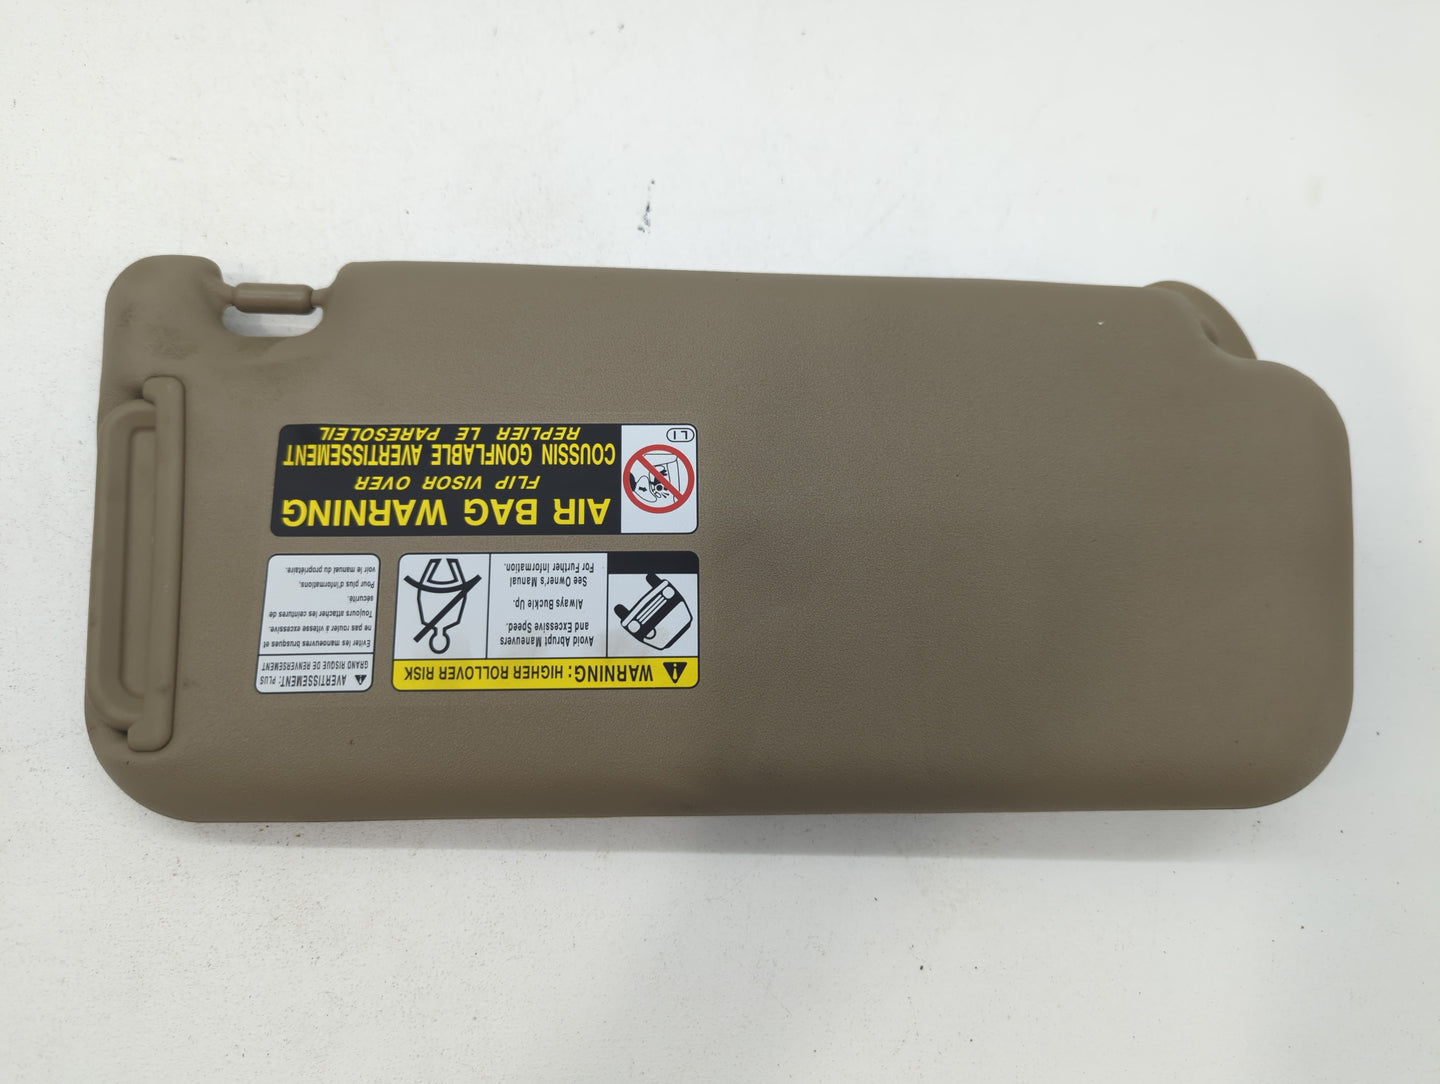 ⚠ WARNING: HIGHER ROLLOVER RISK
Avoid Abrupt Maneuvers
and Excessive Speed.
Always Buckle Up.
See Owner's Manual
For Further Information.
⚠ AVERTISSEMENT: PLUS
GRAND RISQUE DE RENVERSEMENT
Eviter les manoeuvres brusques et
ne pas rouler à vitesse excessive.
Toujours attacher les ceintures de
sécurité.
Pour plus d'informations,
voir le manuel du propriétaire.
AIR BAG WARNING
FLIP VISOR OVER
COUSSIN GONFLABLE AVERTISSEMENT
REPLIER LE PARESOLEIL
L1